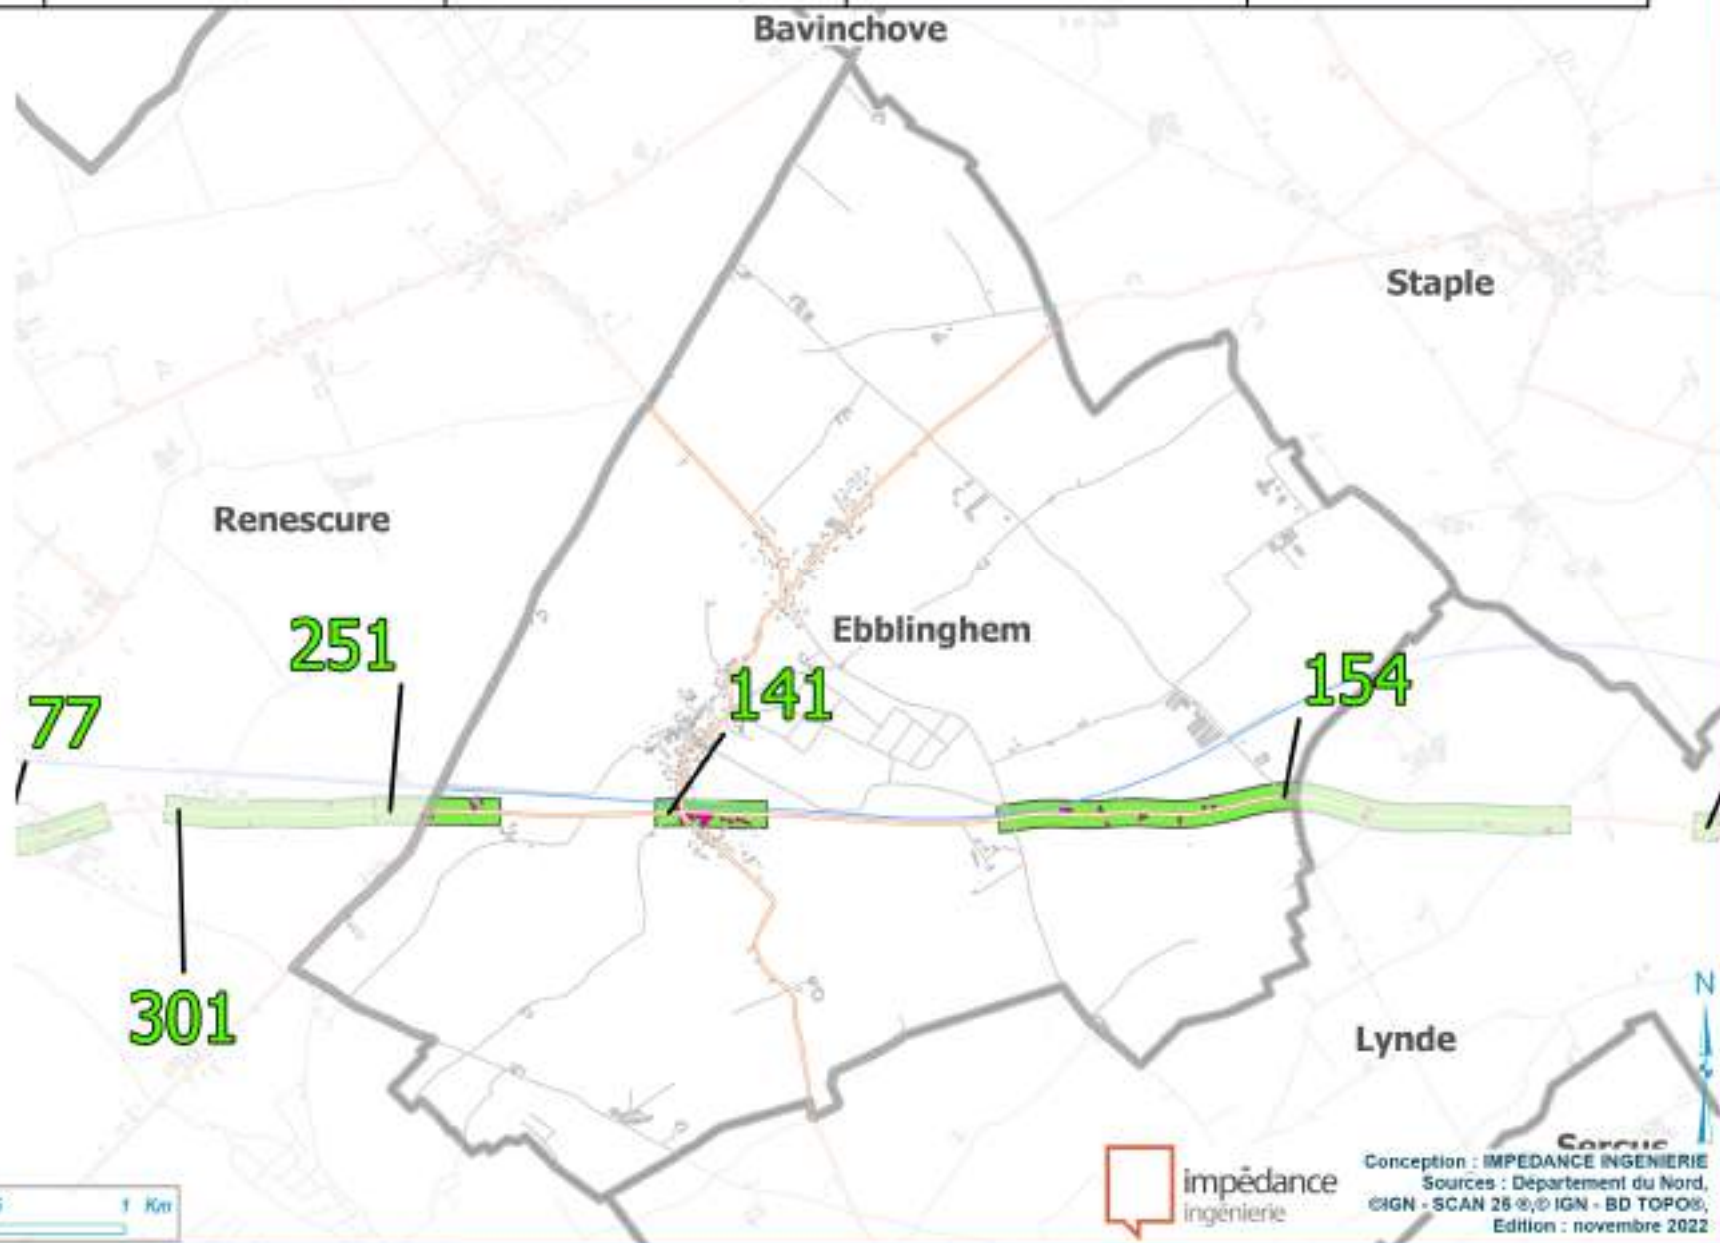 Bavinchove
Staple
Renescure
251
Ebblinghem
154
141
77
301
Lynde
N
Sercus
1 Km
impédance
ingénierie
Conception : IMPEDANCE INGENIERIE
Sources : Département du Nord,
©IGN - SCAN 25 ®,© IGN - BD TOPO®,
Edition : novembre 2022